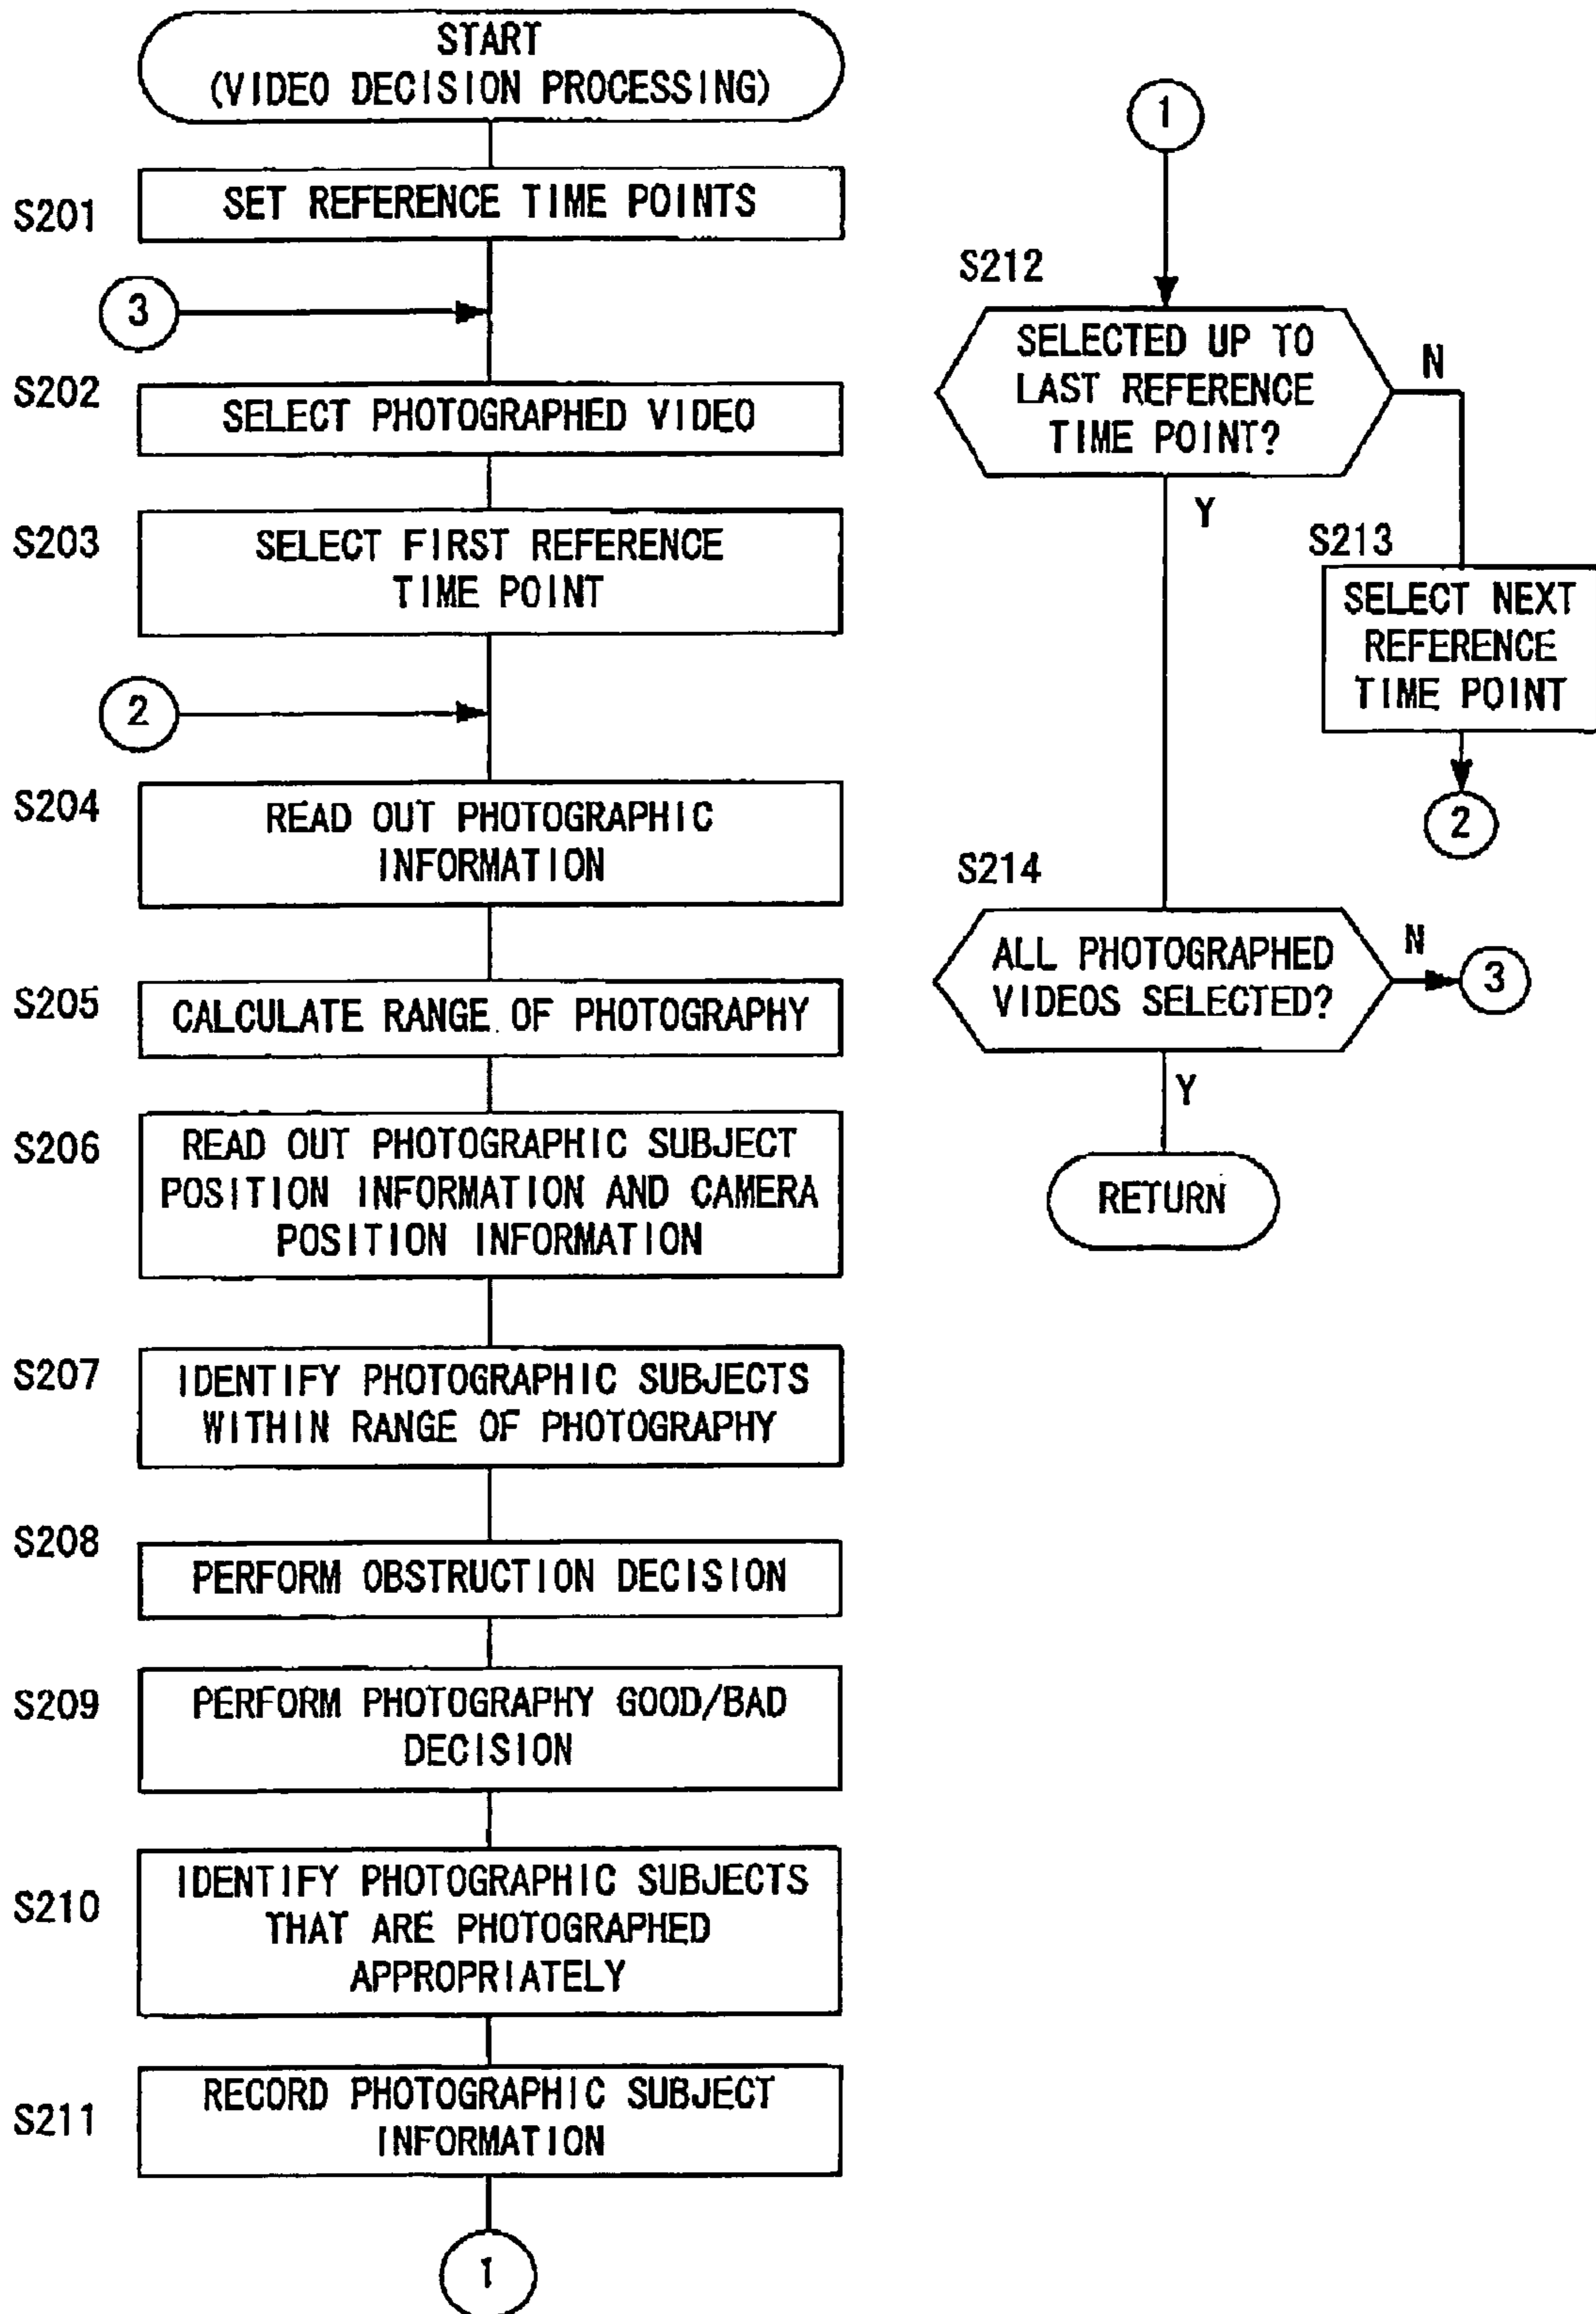 START
(VIDEO DECISION PROCESSING)
S201
SET REFERENCE TIME POINTS
3
S202
SELECT PHOTOGRAPHED VIDEO
S203
SELECT FIRST REFERENCE
TIME POINT
2
S204
READ OUT PHOTOGRAPHIC
INFORMATION
S205
CALCULATE RANGE OF PHOTOGRAPHY
S206
READ OUT PHOTOGRAPHIC SUBJECT
POSITION INFORMATION AND CAMERA
POSITION INFORMATION
S207
IDENTIFY PHOTOGRAPHIC SUBJECTS
WITHIN RANGE OF PHOTOGRAPHY
S208
PERFORM OBSTRUCTION DECISION
S209
PERFORM PHOTOGRAPHY GOOD/BAD
DECISION
S210
IDENTIFY PHOTOGRAPHIC SUBJECTS
THAT ARE PHOTOGRAPHED
APPROPRIATELY
S211
RECORD PHOTOGRAPHIC SUBJECT
INFORMATION
1
1
S212
SELECTED UP TO
LAST REFERENCE
TIME POINT?
N
Y
S213
SELECT NEXT
REFERENCE
TIME POINT
2
S214
ALL PHOTOGRAPHED
VIDEOS SELECTED?
N
3
Y
RETURN